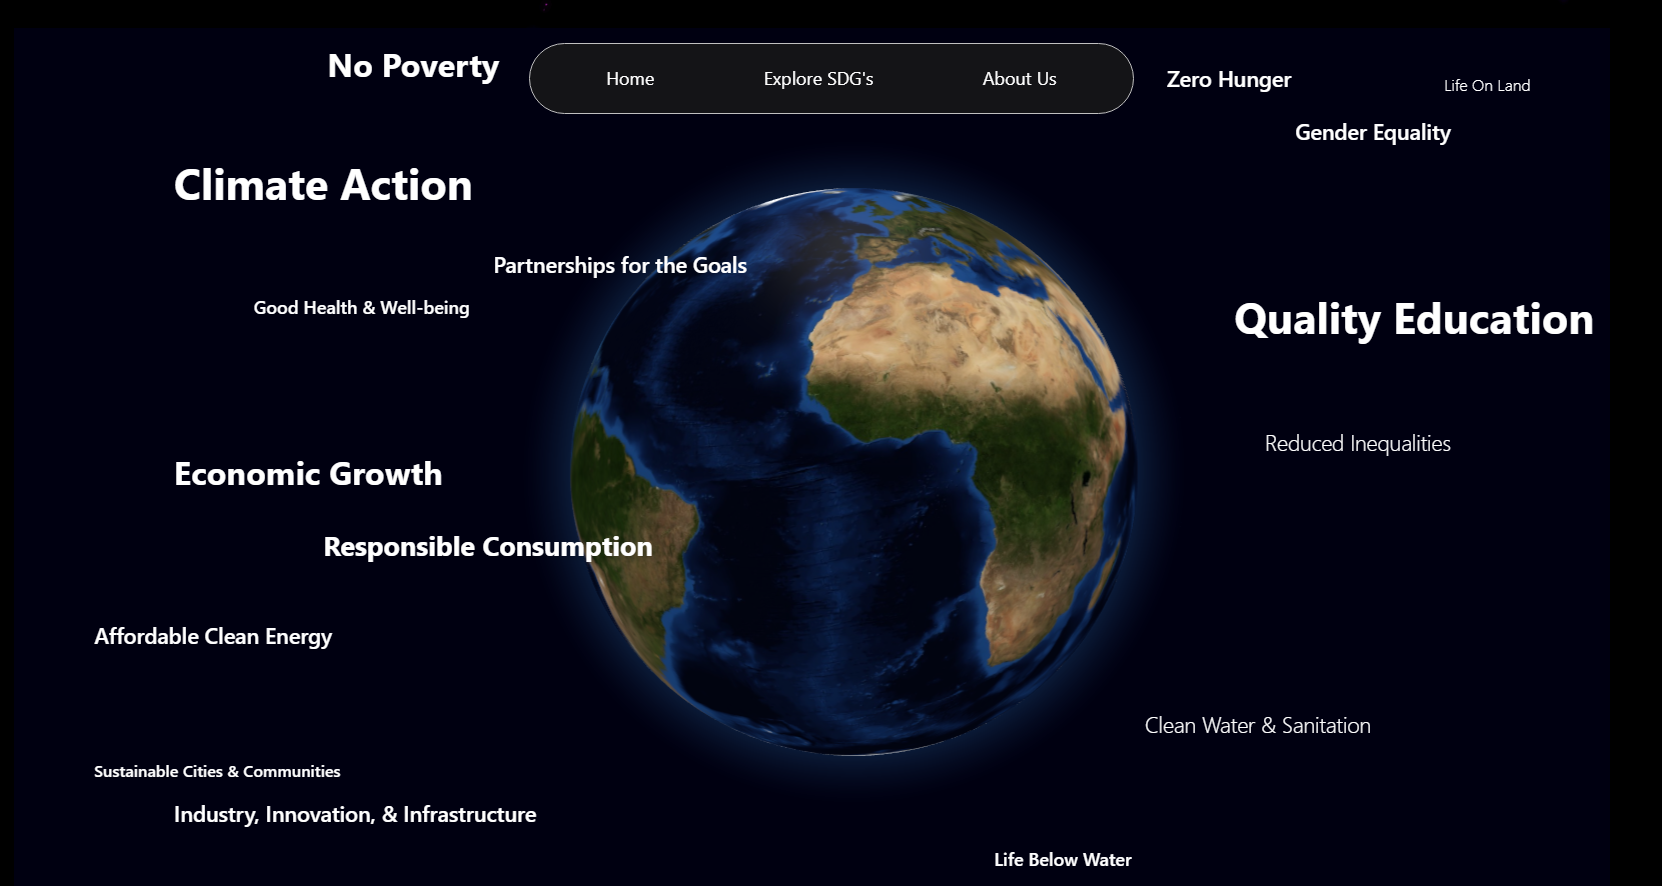 No Poverty
Home
Explore SDG's
About Us
Zero Hunger
Life On Land
Gender Equality
Climate Action
Partnerships for the Goals
Good Health & Well-being
Quality Education
Reduced Inequalities
Economic Growth
Responsible Consumption
Affordable Clean Energy
Clean Water & Sanitation
Sustainable Cities & Communities
Industry, Innovation, & Infrastructure
Life Below Water